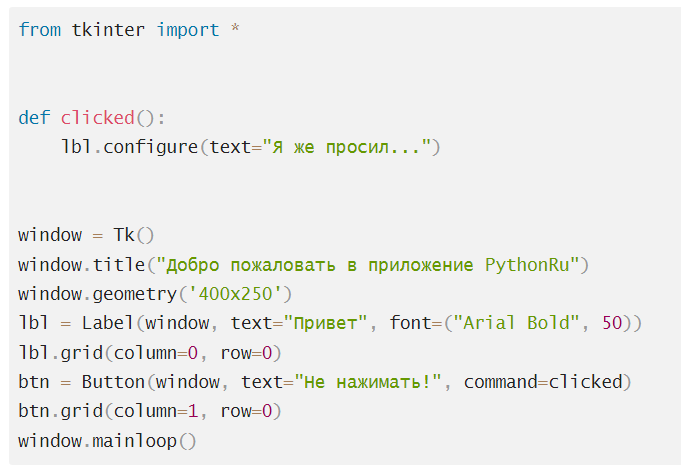 from tkinter import *
def clicked():
    lbl.configure(text="Я же просил...")
window = Tk()
window.title("Добро пожаловать в приложение PythonRu")
window.geometry('400x250')
lbl = Label(window, text="Привет", font=("Arial Bold", 50))
lbl.grid(column=0, row=0)
btn = Button(window, text="Не нажимать!", command=clicked)
btn.grid(column=1, row=0)
window.mainloop()